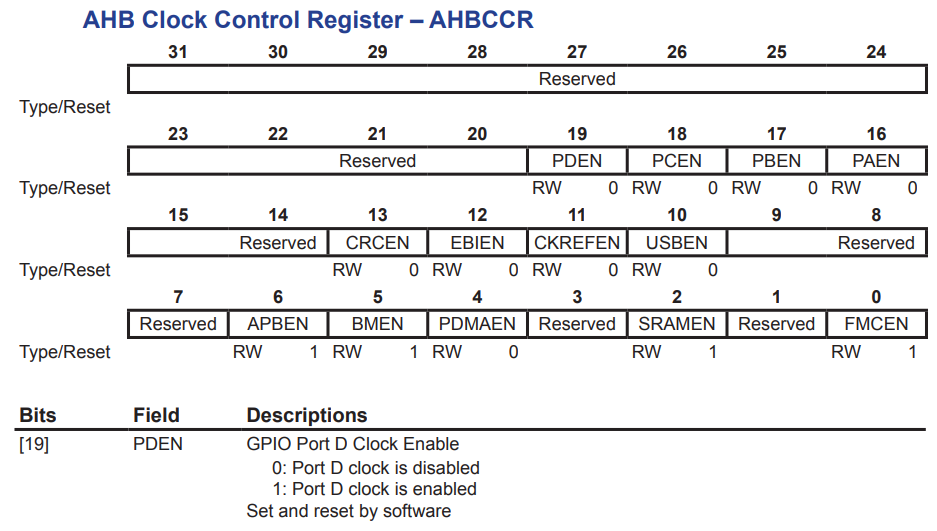 AHB Clock Control Register – AHBCCR
31 30 29 28 27 26 25 24
Reserved
Type/Reset
23 22 21 20 19 18 17 16
Reserved PDEN PCEN PBEN PAEN
Type/Reset RW 0 RW 0 RW 0 RW 0
15 14 13 12 11 10 9 8
Reserved CRCEN EBIEN CKREFEN USBEN Reserved
Type/Reset RW 0 RW 0 RW 0 RW 0
7 6 5 4 3 2 1 0
Reserved APBEN BMEN PDMAEN Reserved SRAMEN Reserved FMCEN
Type/Reset RW 1 RW 1 RW 0 RW 1 RW 1
Bits Field Descriptions
[19] PDEN GPIO Port D Clock Enable
0: Port D clock is disabled
1: Port D clock is enabled
Set and reset by software